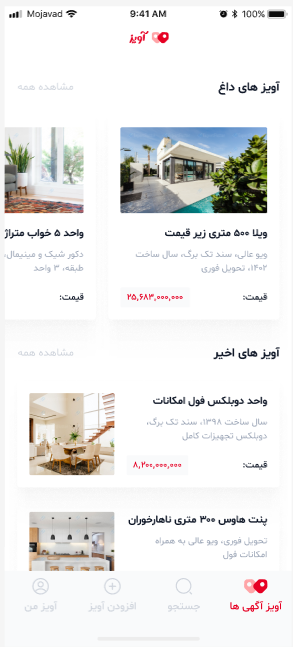 Mojavad
9:41 AM
100%
آویز
آویز های داغ
مشاهده همه
ویلا ۵۰۰ متری زیر قیمت
ویو عالی، سند تک برگ، سال ساخت
۱۴۰۲، تحویل فوری
قیمت:
۲۵,۶۸۳,۰۰۰,۰۰۰
واحد ۵ خواب متراژ
دکور شیک و مینیمال،
طبقه، ۳ واحد
قیمت:
آویز های اخیر
مشاهده همه
واحد دوبلکس فول امکانات
سال ساخت ۱۳۹۸، سند تک برگ،
دوبلکس تجهیزات کامل
قیمت:
۸,۲۰۰,۰۰۰,۰۰۰
پنت هاوس ۳۰۰ متری ناهارخوران
تحویل فوری، ویو عالی به همراه
امکانات فول
آویز آگهی ها
جستجو
افزودن آویز
آویز من